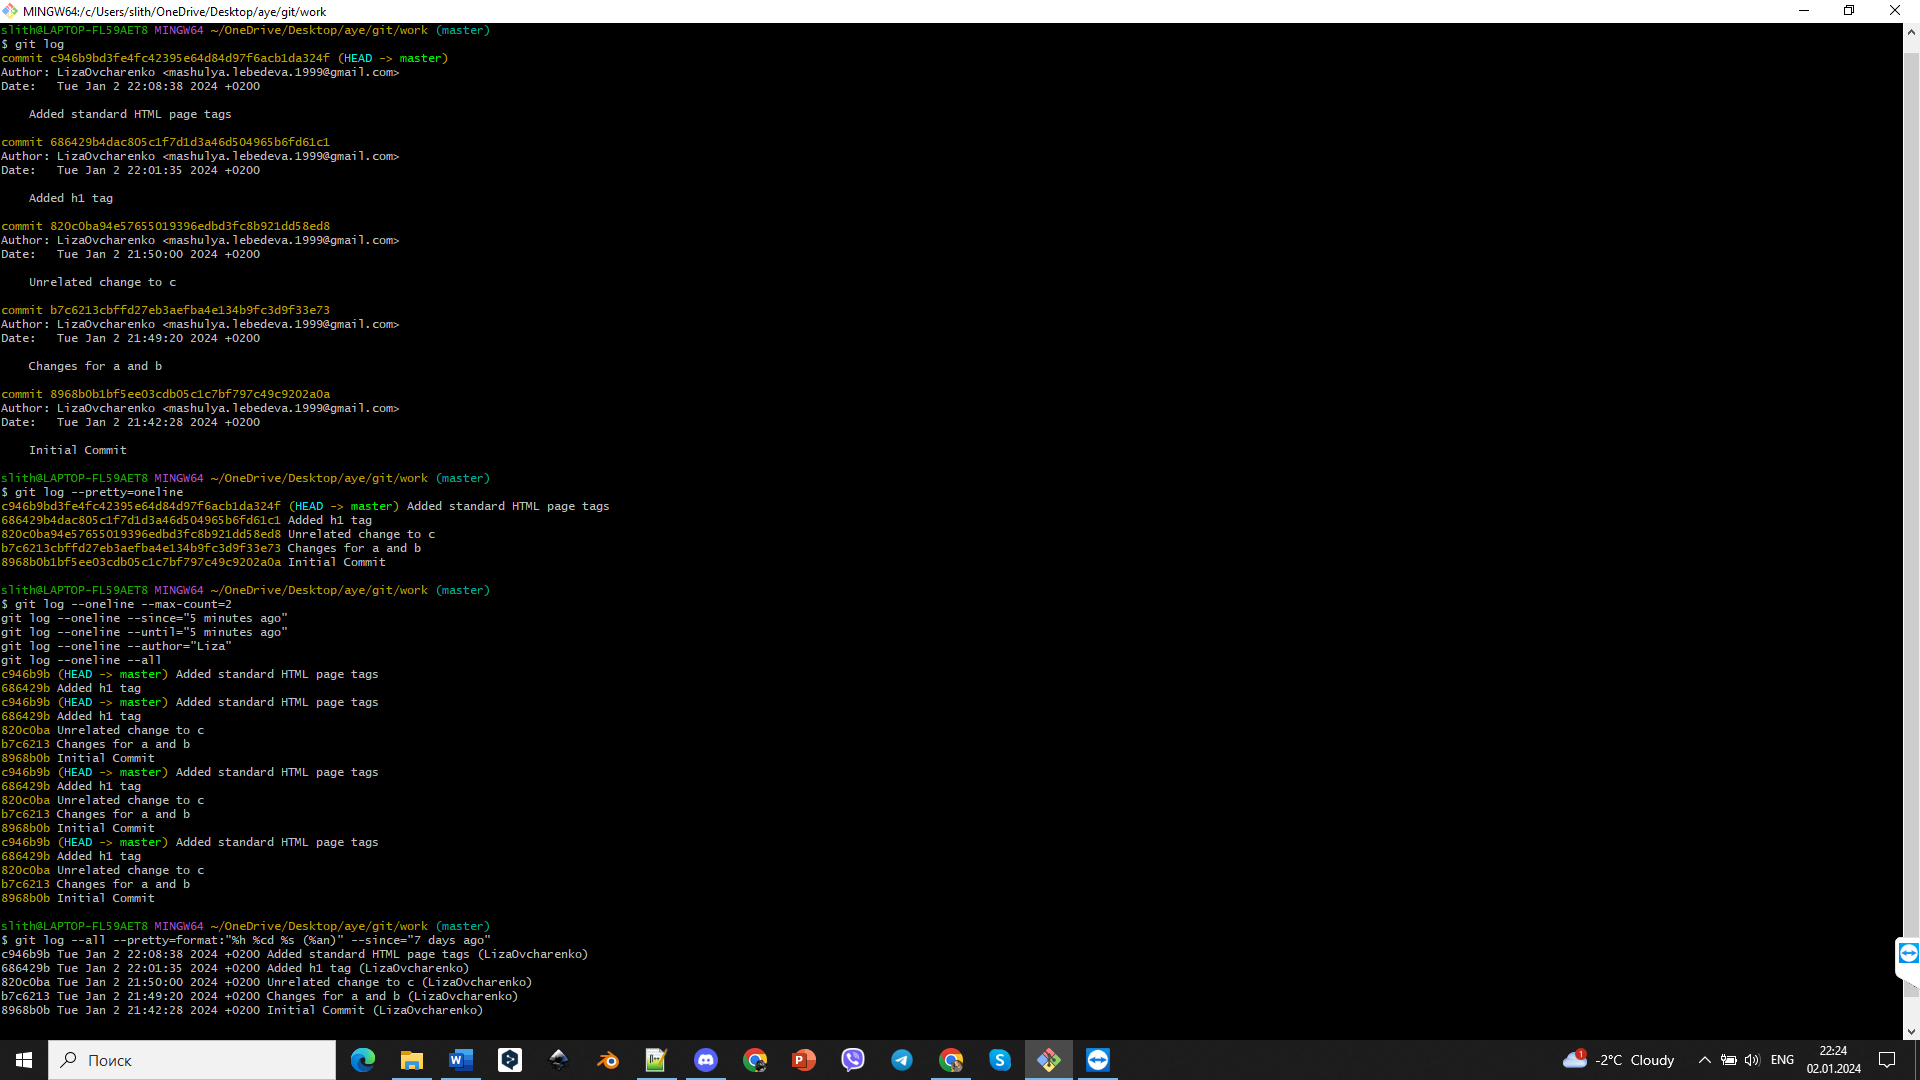 MINGW64:/c/Users/slith/OneDrive/Desktop/aye/git/work
slith@LAPTOP-FL59AET8 MINGW64 ~/OneDrive/Desktop/aye/git/work (master)
$ git log
commit c946b9bd3fe4fc42395e64d84d97f6acb1da324f (HEAD -> master)
Author: LizaOvcharenko <mashulya.lebedeva.1999@gmail.com>
Date:   Tue Jan 2 22:08:38 2024 +0200
Added standard HTML page tags
commit 686429b4dac805c1f7d1d3a46d504965b6fd61c1
Author: LizaOvcharenko <mashulya.lebedeva.1999@gmail.com>
Date:   Tue Jan 2 22:01:35 2024 +0200
Added h1 tag
commit 820c0ba94e57655019396edbd3fc8b921dd58ed8
Author: LizaOvcharenko <mashulya.lebedeva.1999@gmail.com>
Date:   Tue Jan 2 21:50:00 2024 +0200
Unrelated change to c
commit b7c6213cbffd27eb3aefba4e134b9fc3d9f33e73
Author: LizaOvcharenko <mashulya.lebedeva.1999@gmail.com>
Date:   Tue Jan 2 21:49:20 2024 +0200
Changes for a and b
commit 8968b0b1bf5ee03cdb05c1c7bf797c49c9202a0a
Author: LizaOvcharenko <mashulya.lebedeva.1999@gmail.com>
Date:   Tue Jan 2 21:42:28 2024 +0200
Initial Commit
slith@LAPTOP-FL59AET8 MINGW64 ~/OneDrive/Desktop/aye/git/work (master)
$ git log --pretty=oneline
c946b9bd3fe4fc42395e64d84d97f6acb1da324f (HEAD -> master) Added standard HTML page tags
686429b4dac805c1f7d1d3a46d504965b6fd61c1 Added h1 tag
820c0ba94e57655019396edbd3fc8b921dd58ed8 Unrelated change to c
b7c6213cbffd27eb3aefba4e134b9fc3d9f33e73 Changes for a and b
8968b0b1bf5ee03cdb05c1c7bf797c49c9202a0a Initial Commit
slith@LAPTOP-FL59AET8 MINGW64 ~/OneDrive/Desktop/aye/git/work (master)
$ git log --oneline --max-count=2
git log --oneline --since="5 minutes ago"
git log --oneline --until="5 minutes ago"
git log --oneline --author="Liza"
git log --oneline --all
c946b9b (HEAD -> master) Added standard HTML page tags
686429b Added h1 tag
c946b9b (HEAD -> master) Added standard HTML page tags
686429b Added h1 tag
820c0ba Unrelated change to c
b7c6213 Changes for a and b
8968b0b Initial Commit
c946b9b (HEAD -> master) Added standard HTML page tags
686429b Added h1 tag
820c0ba Unrelated change to c
b7c6213 Changes for a and b
8968b0b Initial Commit
c946b9b (HEAD -> master) Added standard HTML page tags
686429b Added h1 tag
820c0ba Unrelated change to c
b7c6213 Changes for a and b
8968b0b Initial Commit
slith@LAPTOP-FL59AET8 MINGW64 ~/OneDrive/Desktop/aye/git/work (master)
$ git log --all --pretty=format:"%h %cd %s (%an)" --since="7 days ago"
c946b9b Tue Jan 2 22:08:38 2024 +0200 Added standard HTML page tags (LizaOvcharenko)
686429b Tue Jan 2 22:01:35 2024 +0200 Added h1 tag (LizaOvcharenko)
820c0ba Tue Jan 2 21:50:00 2024 +0200 Unrelated change to c (LizaOvcharenko)
b7c6213 Tue Jan 2 21:49:20 2024 +0200 Changes for a and b (LizaOvcharenko)
8968b0b Tue Jan 2 21:42:28 2024 +0200 Initial Commit (LizaOvcharenko)
Поиск
1
-2°C Cloudy
ENG
22:24
02.01.2024